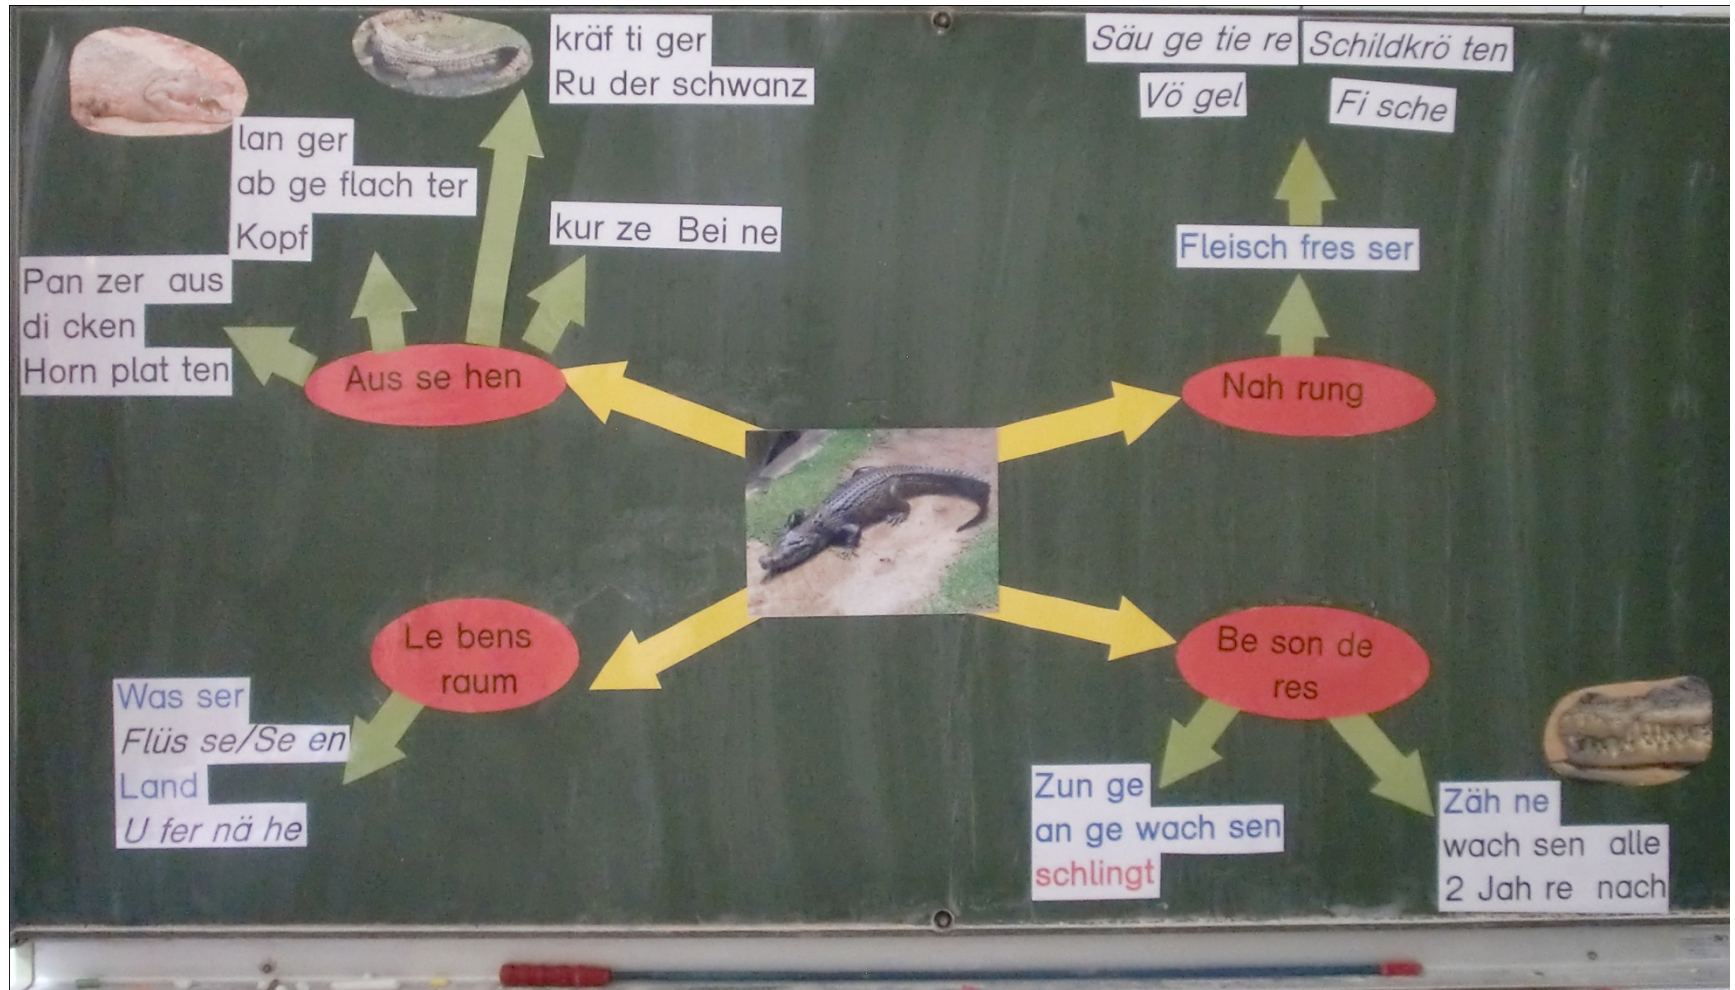 kräf ti ger
Ru der schwanz
lan ger
ab ge flach ter
Kopf
kur ze Bei ne
Pan zer aus
di cken
Horn plat ten
Aus se hen
Säu ge tie re
Schildkrö ten
Vö gel
Fi sche
Fleisch fres ser
Nah rung
Le bens
raum
Was ser
Flüs se/Se en
Land
U fer nä he
Be son de
res
Zun ge
an ge wach sen
schlingt
Zäh ne
wach sen alle
2 Jah re nach